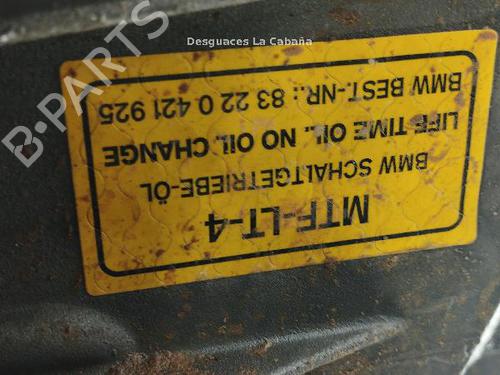 Desguaces La Cabaña
B-PARTS
MTF-LT-4
BMW SCHALTGETRIEBE-ÖL
LIFE TIME OIL, NO OIL CHANGE
BMW BEST.-NR.: 83 22 0 421 925